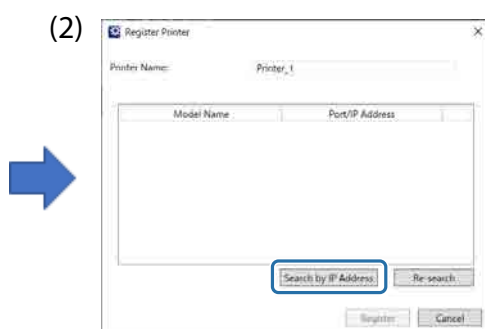 (2)
Register Printer
Printer Name: Printer_1
Model Name Port/IP Address
Search by IP Address Re-search
Register Cancel